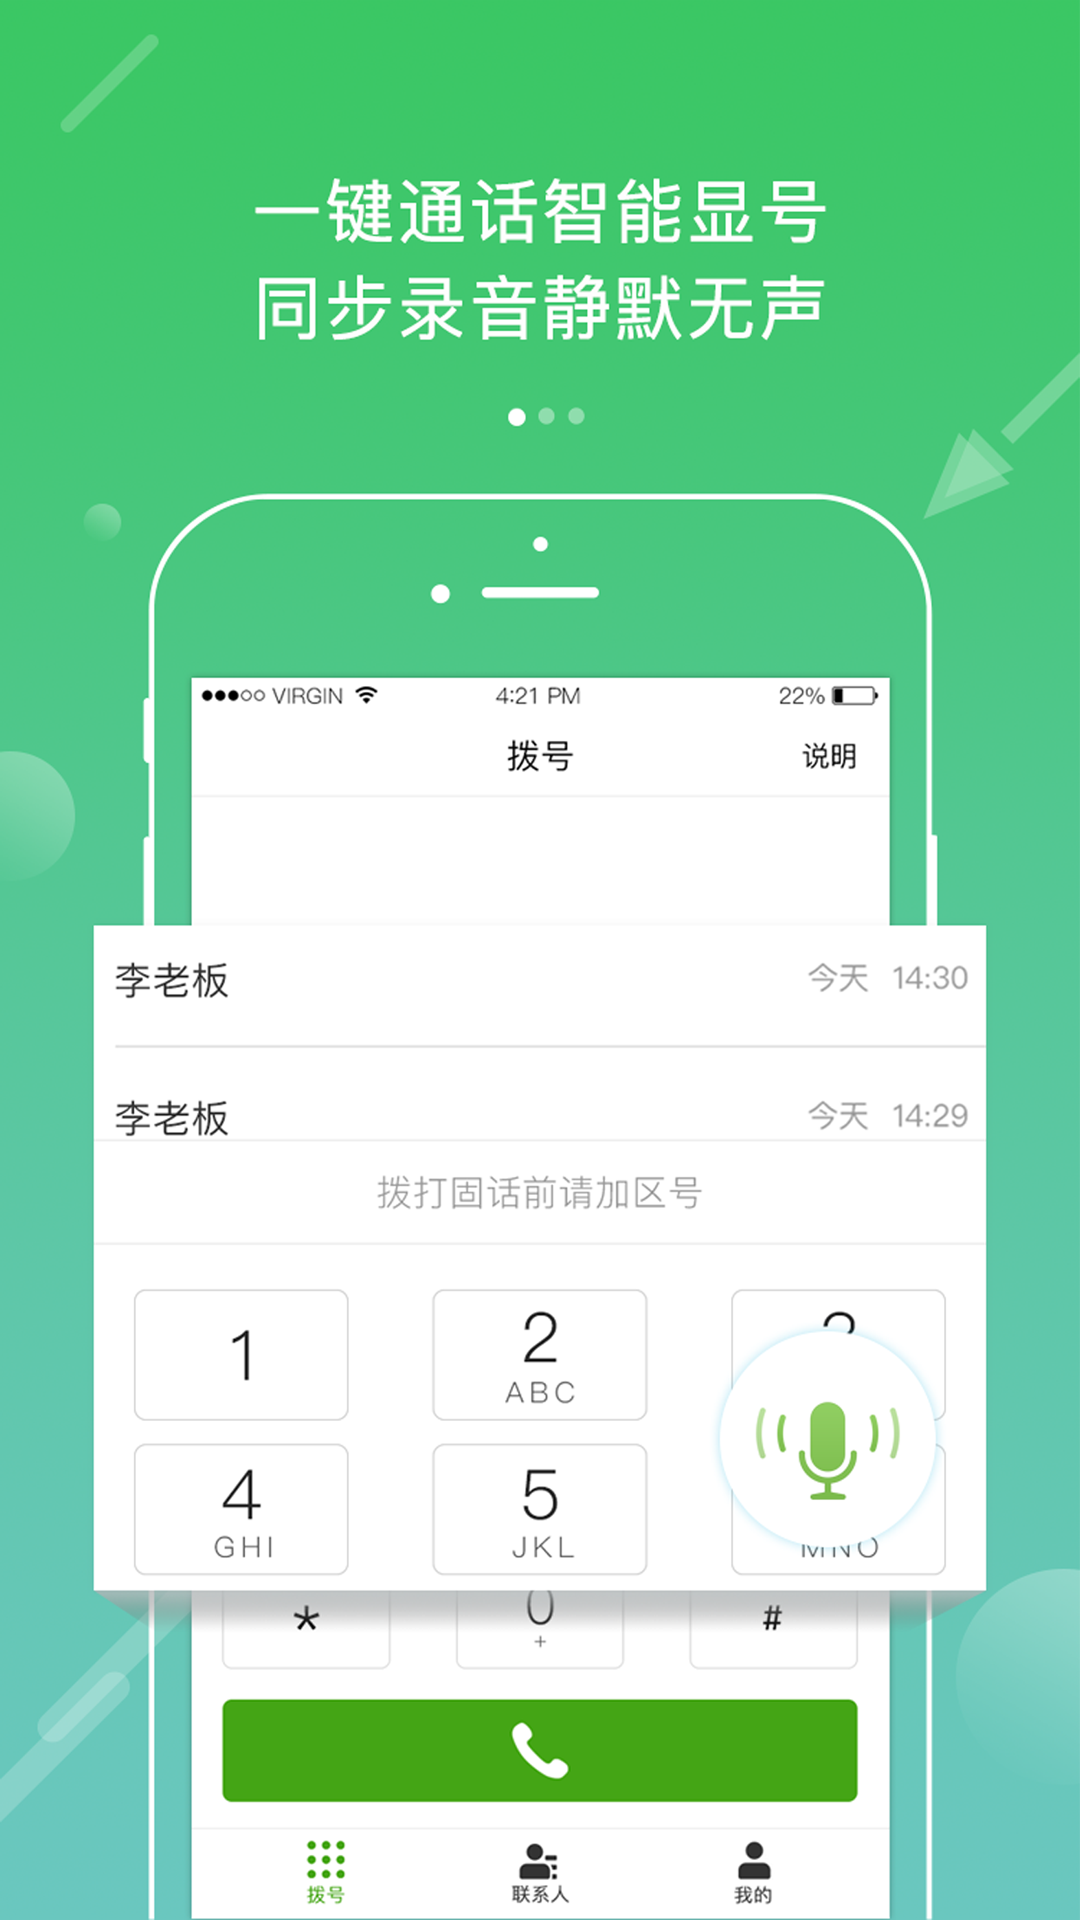 一键通话智能显号
同步录音静默无声
VIRGIN 4:21 PM 22%
拨号 说明
李老板 今天 14:30
李老板 今天 14:29
拨打固话前请加区号
1 2
ABC
4 5
GHI JKL MNO
* 0 #
+
拨号 联系人 我的